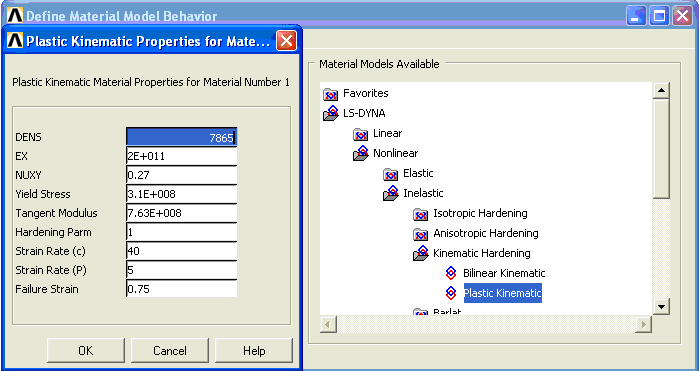 Define Material Model Behavior
Plastic Kinematic Properties for Mate...
Plastic Kinematic Material Properties for Material Number 1
DENS 7865
EX 2E+011
NUXY 0.27
Yield Stress 3.1E+008
Tangent Modulus 7.63E+008
Hardening Parm 1
Strain Rate (c) 40
Strain Rate (P) 5
Failure Strain 0.75
OK Cancel Help
Material Models Available
Favorites
LS-DYNA
Linear
Nonlinear
Elastic
Inelastic
Isotropic Hardening
Anisotropic Hardening
Kinematic Hardening
Bilinear Kinematic
Plastic Kinematic
Barlat